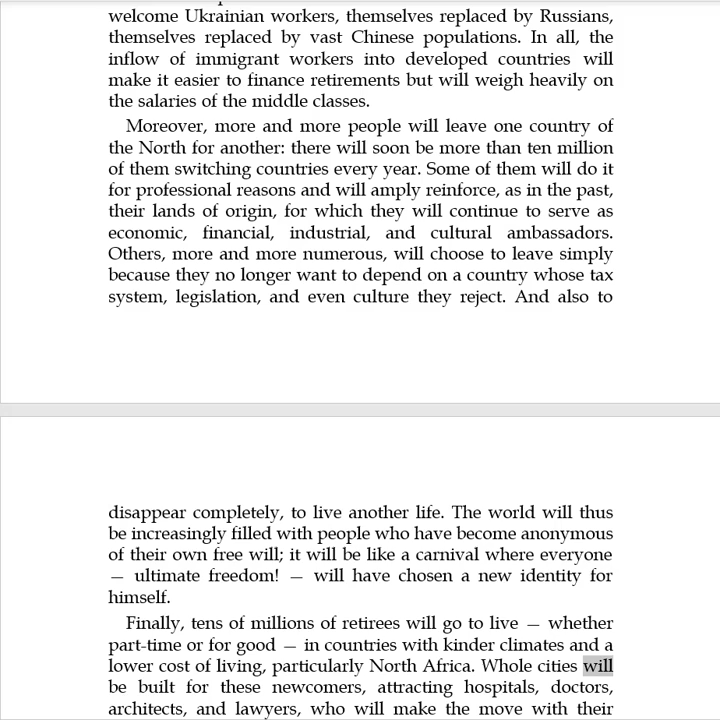 welcome Ukrainian workers, themselves replaced by Russians,
themselves replaced by vast Chinese populations. In all, the
inflow of immigrant workers into developed countries will
make it easier to finance retirements but will weigh heavily on
the salaries of the middle classes.
Moreover, more and more people will leave one country of
the North for another: there will soon be more than ten million
of them switching countries every year. Some of them will do it
for professional reasons and will amply reinforce, as in the past,
their lands of origin, for which they will continue to serve as
economic, financial, industrial, and cultural ambassadors.
Others, more and more numerous, will choose to leave simply
because they no longer want to depend on a country whose tax
system, legislation, and even culture they reject. And also to
disappear completely, to live another life. The world will thus
be increasingly filled with people who have become anonymous
of their own free will; it will be like a carnival where everyone
— ultimate freedom! — will have chosen a new identity for
himself.
Finally, tens of millions of retirees will go to live — whether
part-time or for good — in countries with kinder climates and a
lower cost of living, particularly North Africa. Whole cities will
be built for these newcomers, attracting hospitals, doctors,
architects, and lawyers, who will make the move with their